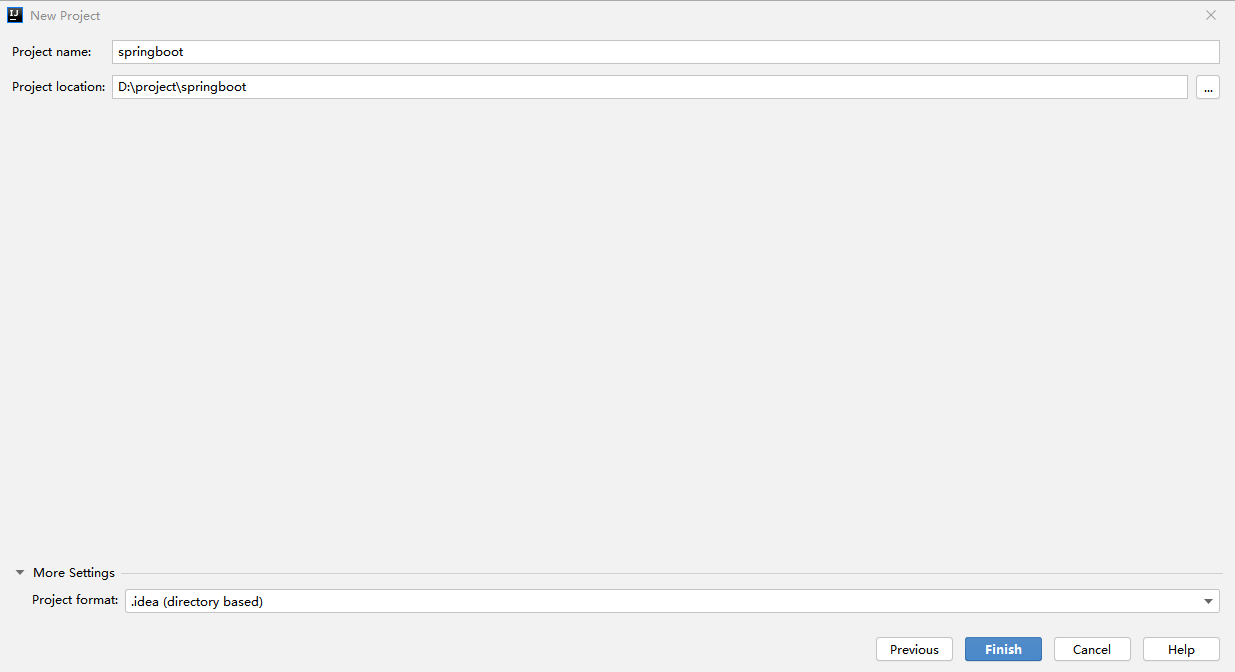 IJ
New Project
Project name: springboot
Project location: D:\project\springboot ...
More Settings
Project format: .idea (directory based)
Previous Finish Cancel Help